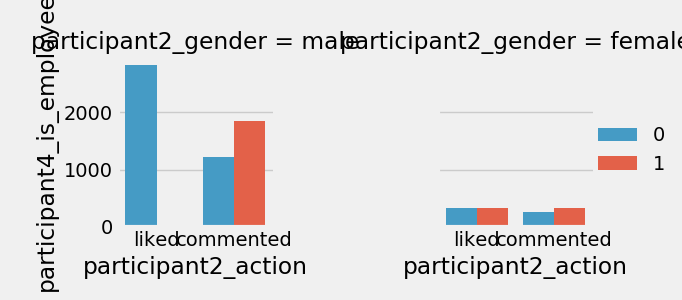 participant2_gender = male
participant2_gender = female
participant4_is_employee
2000
1000
0
liked
commented
participant2_action
liked
commented
participant2_action
0
1